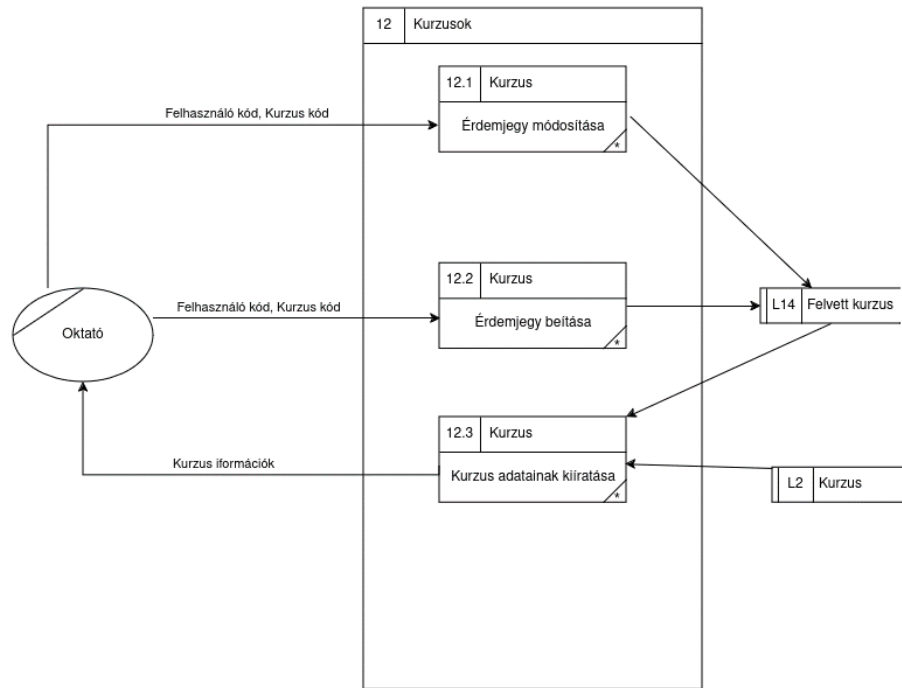 12 Kurzusok
12.1 Kurzus
Felhasználó kód, Kurzus kód
Érdemjegy módosítása
*
12.2 Kurzus
Felhasználó kód, Kurzus kód
L14 Felvett kurzus
Érdemjegy beítása
Oktató
*
12.3 Kurzus
Kurzus iformációk
Kurzus adatainak kiíratása
L2 Kurzus
*